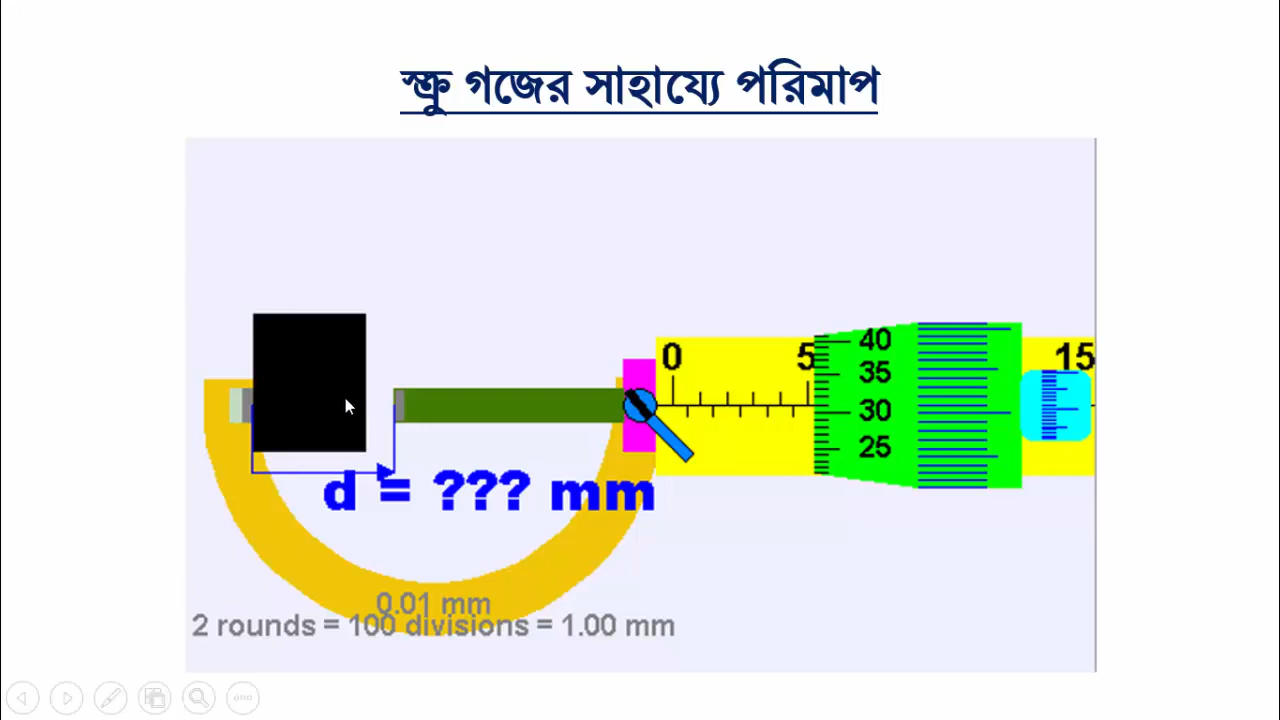 স্ক্রু গজের সাহায্যে পরিমাপ
0 5 15
40
35
30
25
d = ??? mm
0.01 mm
2 rounds = 100 divisions = 1.00 mm